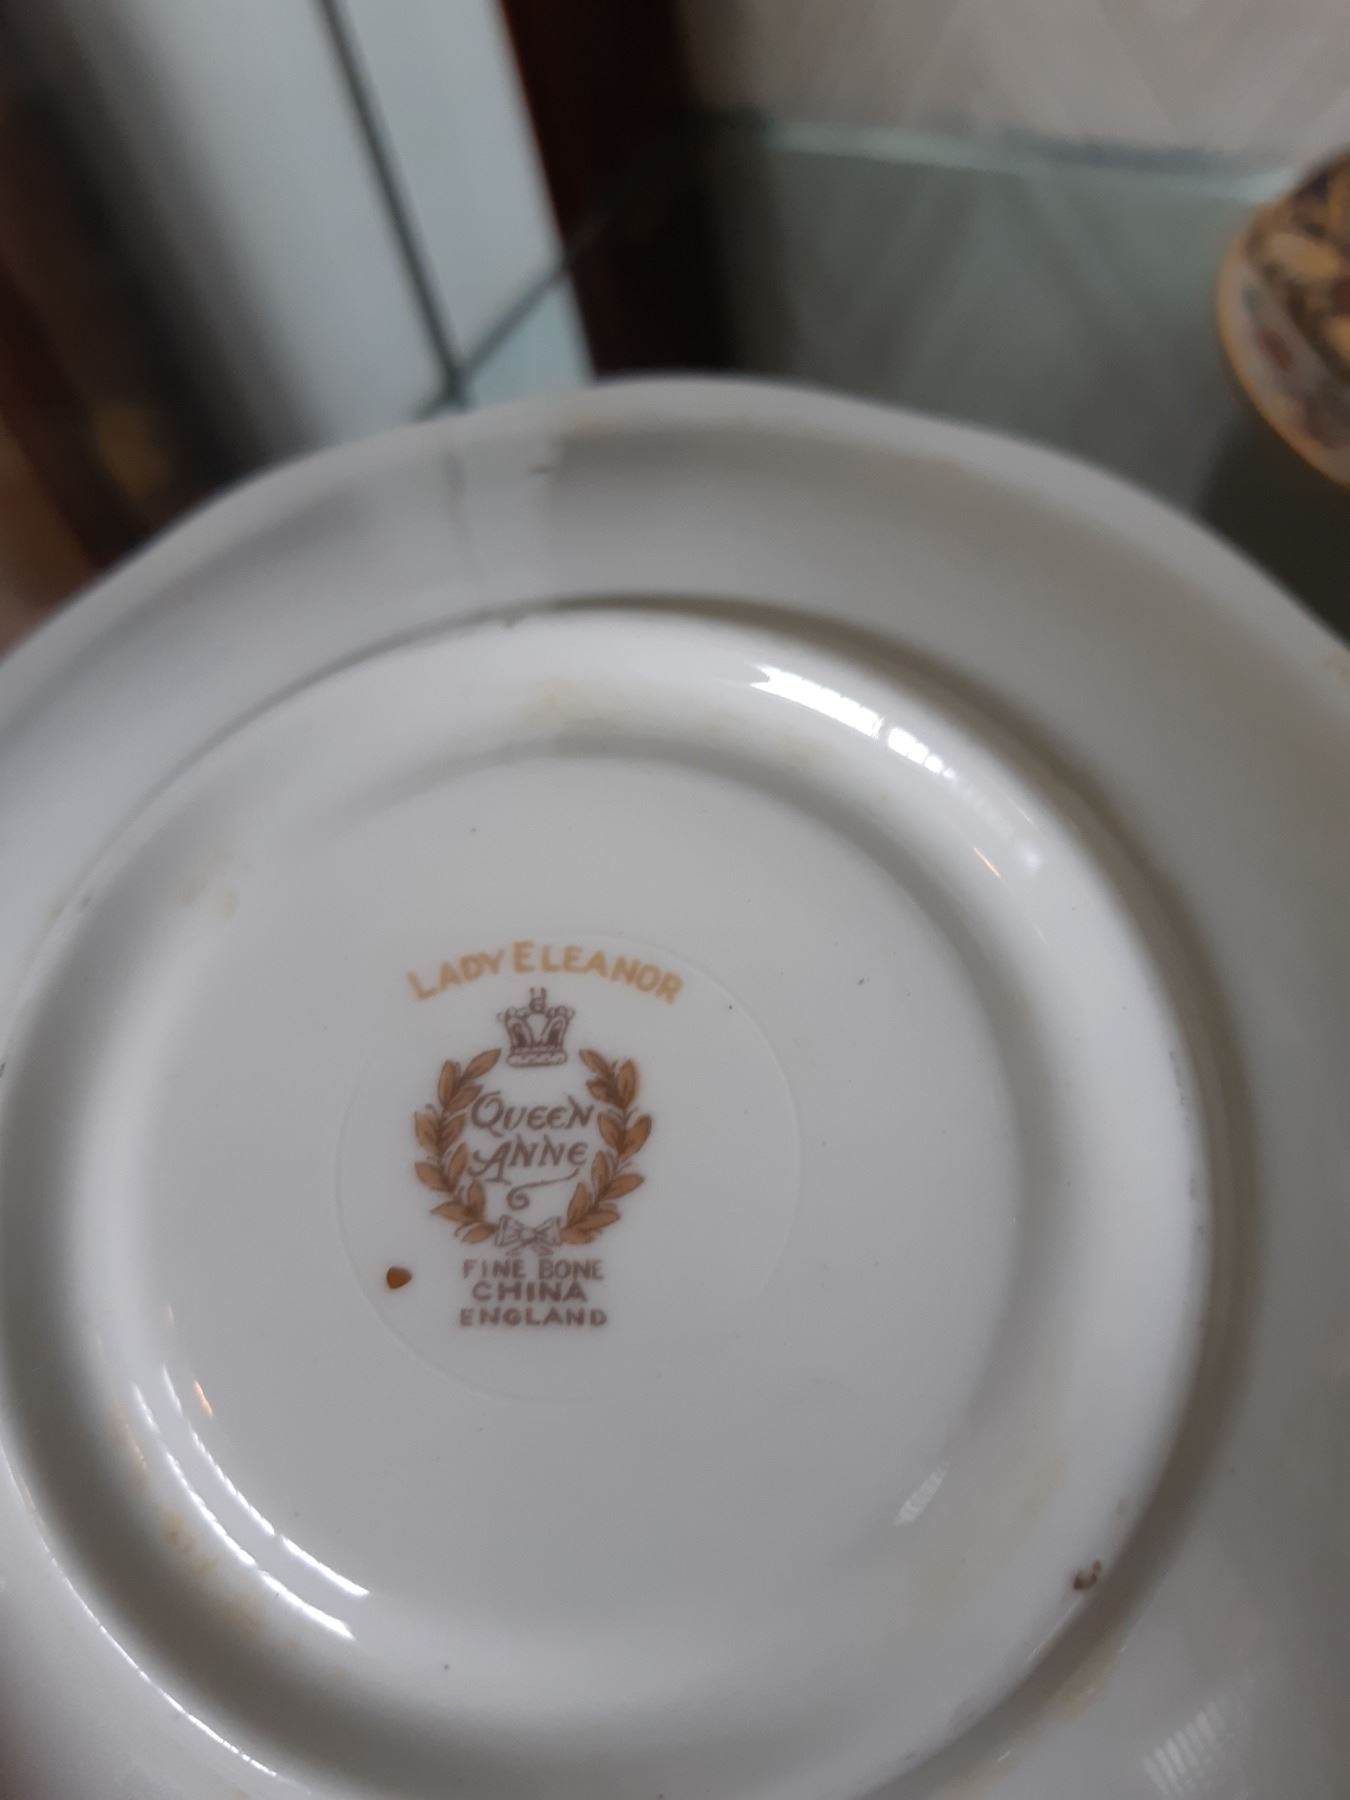 LADY ELEANOR
QUEEN
ANNE
FINE BONE
CHINA
ENGLAND